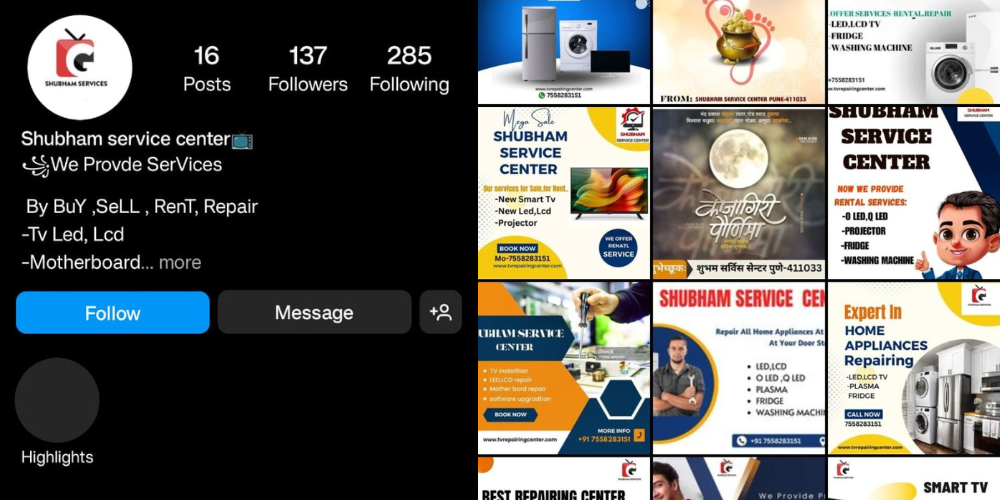 SHUBHAM SERVICES
16
Posts
137
Followers
285
Following
Shubham service center
We Provde SerVices
By BuY ,SeLL , RenT, Repair
-Tv Led, Lcd
-Motherboard... more
Follow
Message
Highlights
www.tvrepairingcenter.com
7558283151
FROM: SHUBHAM SERVICE CENTER PUNE-411033
OFFER SERVICES-RENTAL,REPAIR
-LED,LCD TV
-FRIDGE
-WASHING MACHINE
7558283151
w.tvrepairingcenter.com
Mega Sale
SHUBHAM
SERVICE
CENTER
Our services for Sale,for Rent..
-New Smart Tv
-New Led,Lcd
-Projector
BOOK NOW
Mo-7558283151
www.tvrepairingcenter.com
WE OFFER
RENATL
SERVICE
SHUBHAM
SERVICE CENTER
कोजागिरी
पौर्णिमा
शुभेच्छूक:
शुभम सर्विस सेन्टर पुणे-411033
SHUBHAM
SERVICE
CENTER
NOW WE PROVIDE
RENTAL SERVICES:
-O LED,Q LED
-PROJECTOR
-FRIDGE
-WASHING MACHINE
UBHAM SERVICE
CENTER
TV instalition
LED,LCD repair
Mother bord repair
software upgradtion
BOOK NOW
www.tvrepairingcenter.com
MORE INFO
+91 7558283151
SHUBHAM SERVICE CEN
Repair All Home Appliances At
At Your Door St
LED,LCD
O LED ,Q LED
PLASMA
FRIDGE
WASHING MACHIN
+91 7558283151
Expert In
HOME
APPLIANCES
Repairing
-LED,LCD TV
-PLASMA
FRIDGE
CALL NOW
7558283151
www.tvrepairingcenter.com
BEST REPAIRING CENTER
We Provide P
SMART TV